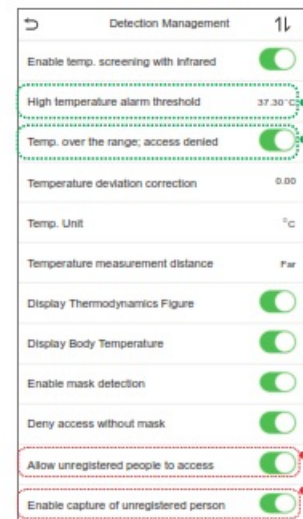 Detection Management
Enable temp. screening with Infrared
High temperature alarm threshold 37.30°C
Temp. over the range; access denied
Temperature deviation correction 0.00
Temp. Unit °C
Temperature measurement distance Far
Display Thermodynamics Figure
Display Body Temperature
Enable mask detection
Deny access without mask
Allow unregistered people to access
Enable capture of unregistered person